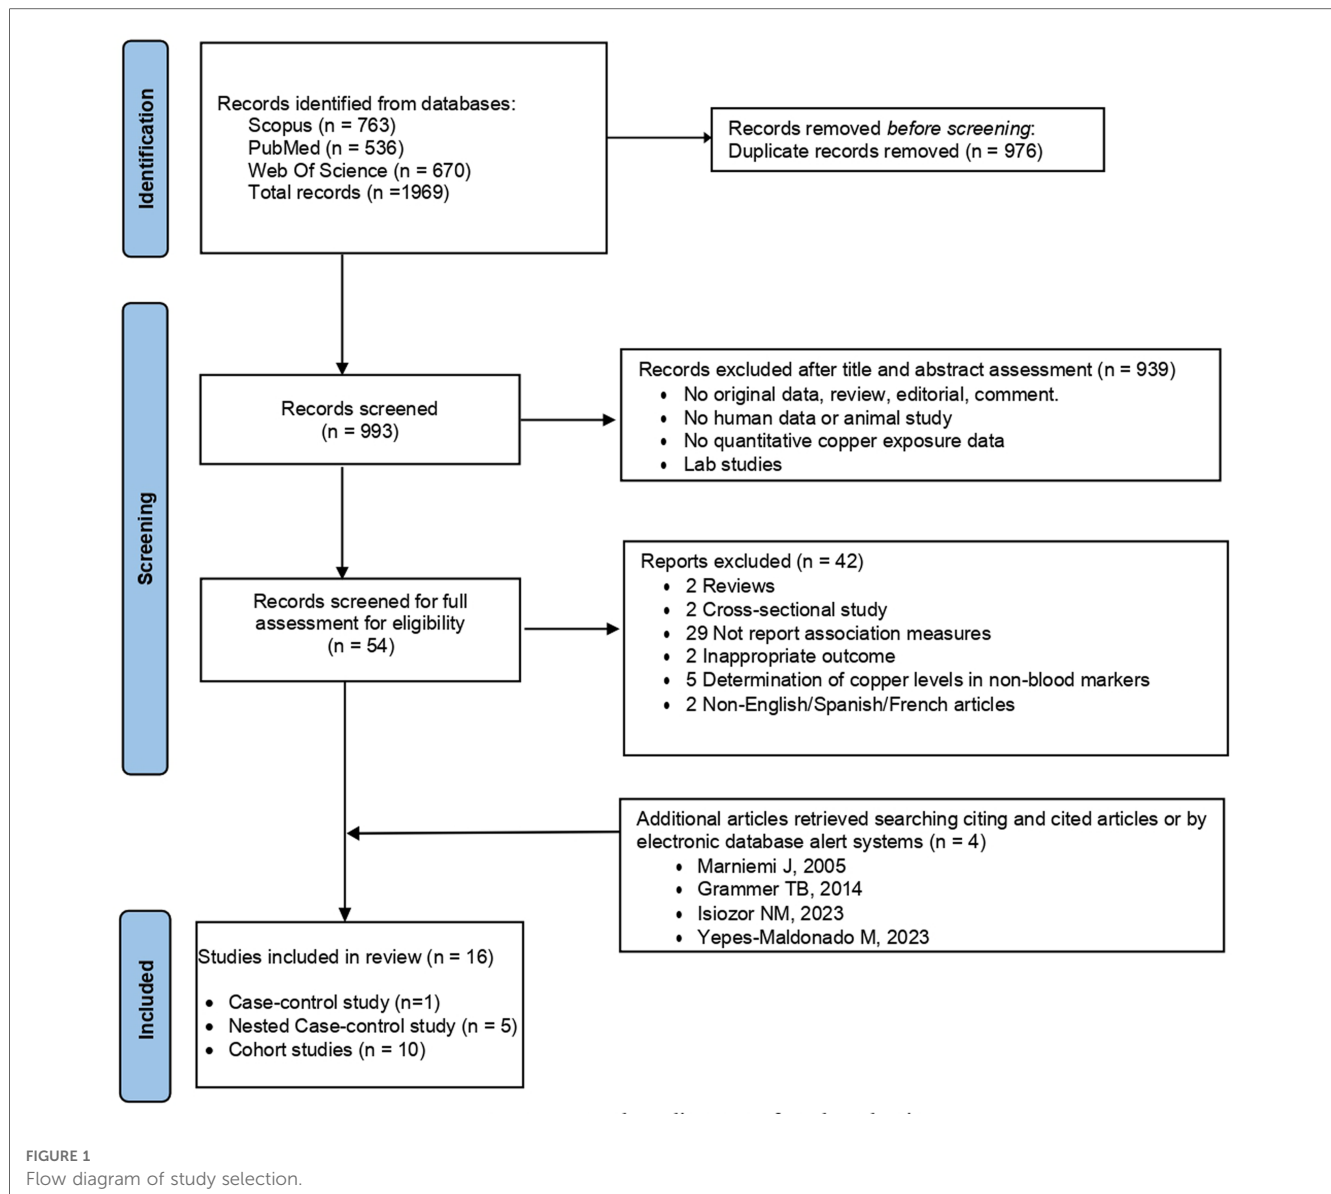 Identification
Records identified from databases:
Scopus (n = 763)
PubMed (n = 536)
Web Of Science (n = 670)
Total records (n =1969)
Records removed before screening:
Duplicate records removed (n = 976)
Screening
Records screened
(n = 993)
Records excluded after title and abstract assessment (n = 939)
• No original data, review, editorial, comment.
• No human data or animal study
• No quantitative copper exposure data
• Lab studies
Records screened for full
assessment for eligibility
(n = 54)
Reports excluded (n = 42)
• 2 Reviews
• 2 Cross-sectional study
• 29 Not report association measures
• 2 Inappropriate outcome
• 5 Determination of copper levels in non-blood markers
• 2 Non-English/Spanish/French articles
Additional articles retrieved searching citing and cited articles or by
electronic database alert systems (n = 4)
• Marniemi J, 2005
• Grammer TB, 2014
• Isiozor NM, 2023
• Yepes-Maldonado M, 2023
Included
Studies included in review (n = 16)
• Case-control study (n=1)
• Nested Case-control study (n = 5)
• Cohort studies (n = 10)
FIGURE 1
Flow diagram of study selection.